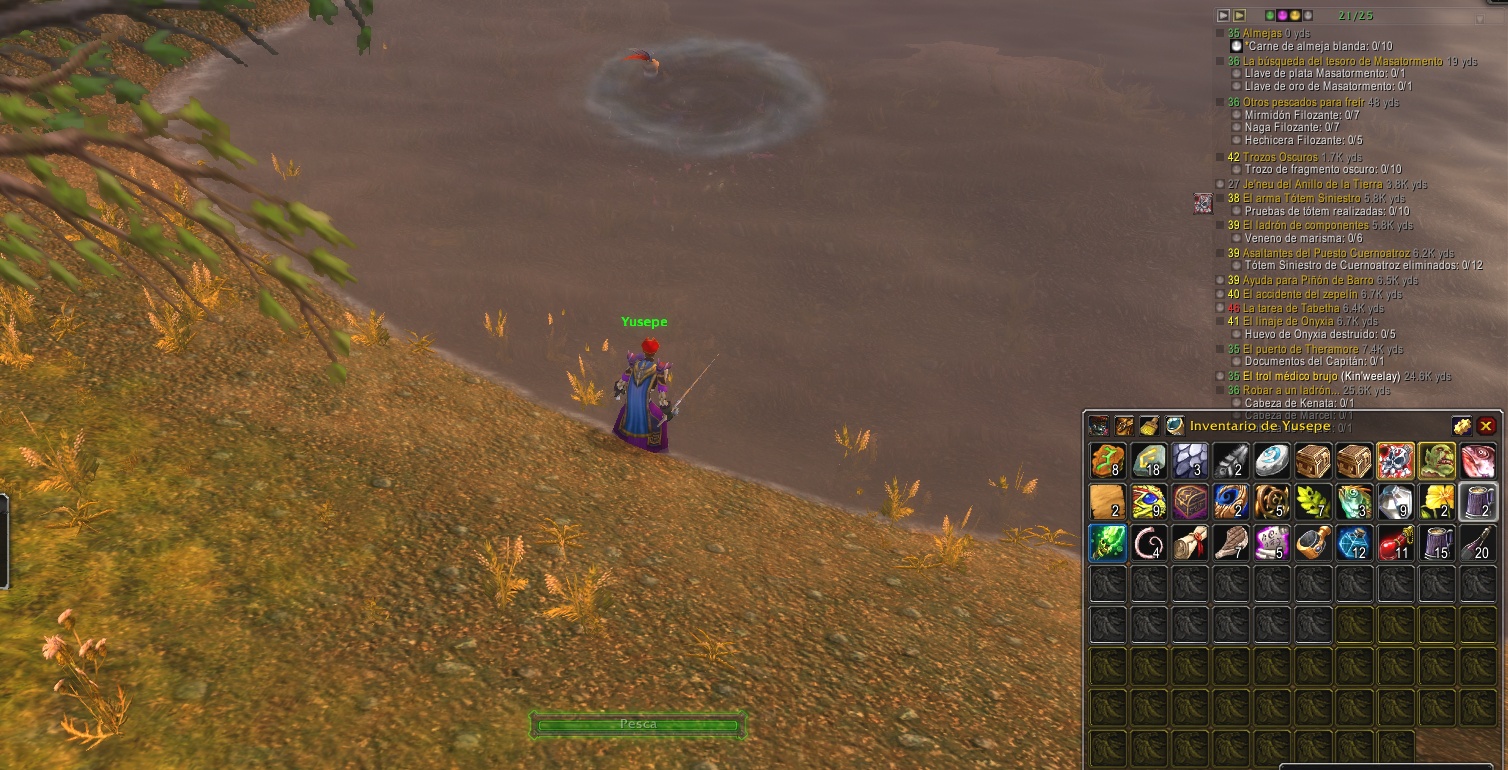 21/25
35 Almejas 0 yds
*Carne de almeja blanda: 0/10
36 La búsqueda del tesoro de Masatormento 19 yds
Llave de plata Masatormento: 0/1
Llave de oro de Masatormento: 0/1
36 Otros pescados para freír 48 yds
Mirmidón Filozante: 0/7
Naga Filozante: 0/7
Hechicera Filozante: 0/5
42 Trozos Oscuros 1.7K yds
Trozo de fragmento oscuro: 0/10
27 Je'neu del Anillo de la Tierra 3.8K yds
38 El arma Tótem Siniestro 5.8K yds
Pruebas de tótem realizadas: 0/10
39 El ladrón de componentes 5.8K yds
Veneno de marisma: 0/6
39 Asaltantes del Puesto Cuernoatroz 6.2K yds
Tótem Siniestro de Cuernoatroz eliminados: 0/12
39 Ayuda para Piñón de Barro 6.5K yds
40 El accidente del zepelín 6.7K yds
La tarea de Tabetha 6.4K yds
41 El linaje de Onyxia 6.7K yds
Huevo de Onyxia destruido: 0/5
35 El puerto de Theramore 7.4K yds
Documentos del Capitán: 0/1
35 El trol médico brujo (Kin'weelay) 24.6K yds
36 Robar a un ladrón... 25.6K yds
Cabeza de Kenata: 0/1
Cabeza de Marcel: 0/1
Inventario de Yusepe : 0/1
8 18 3 2
2 9 2 5 7 3 9 2 2
4 7 5 12 11 15 20
Yusepe
Pesca